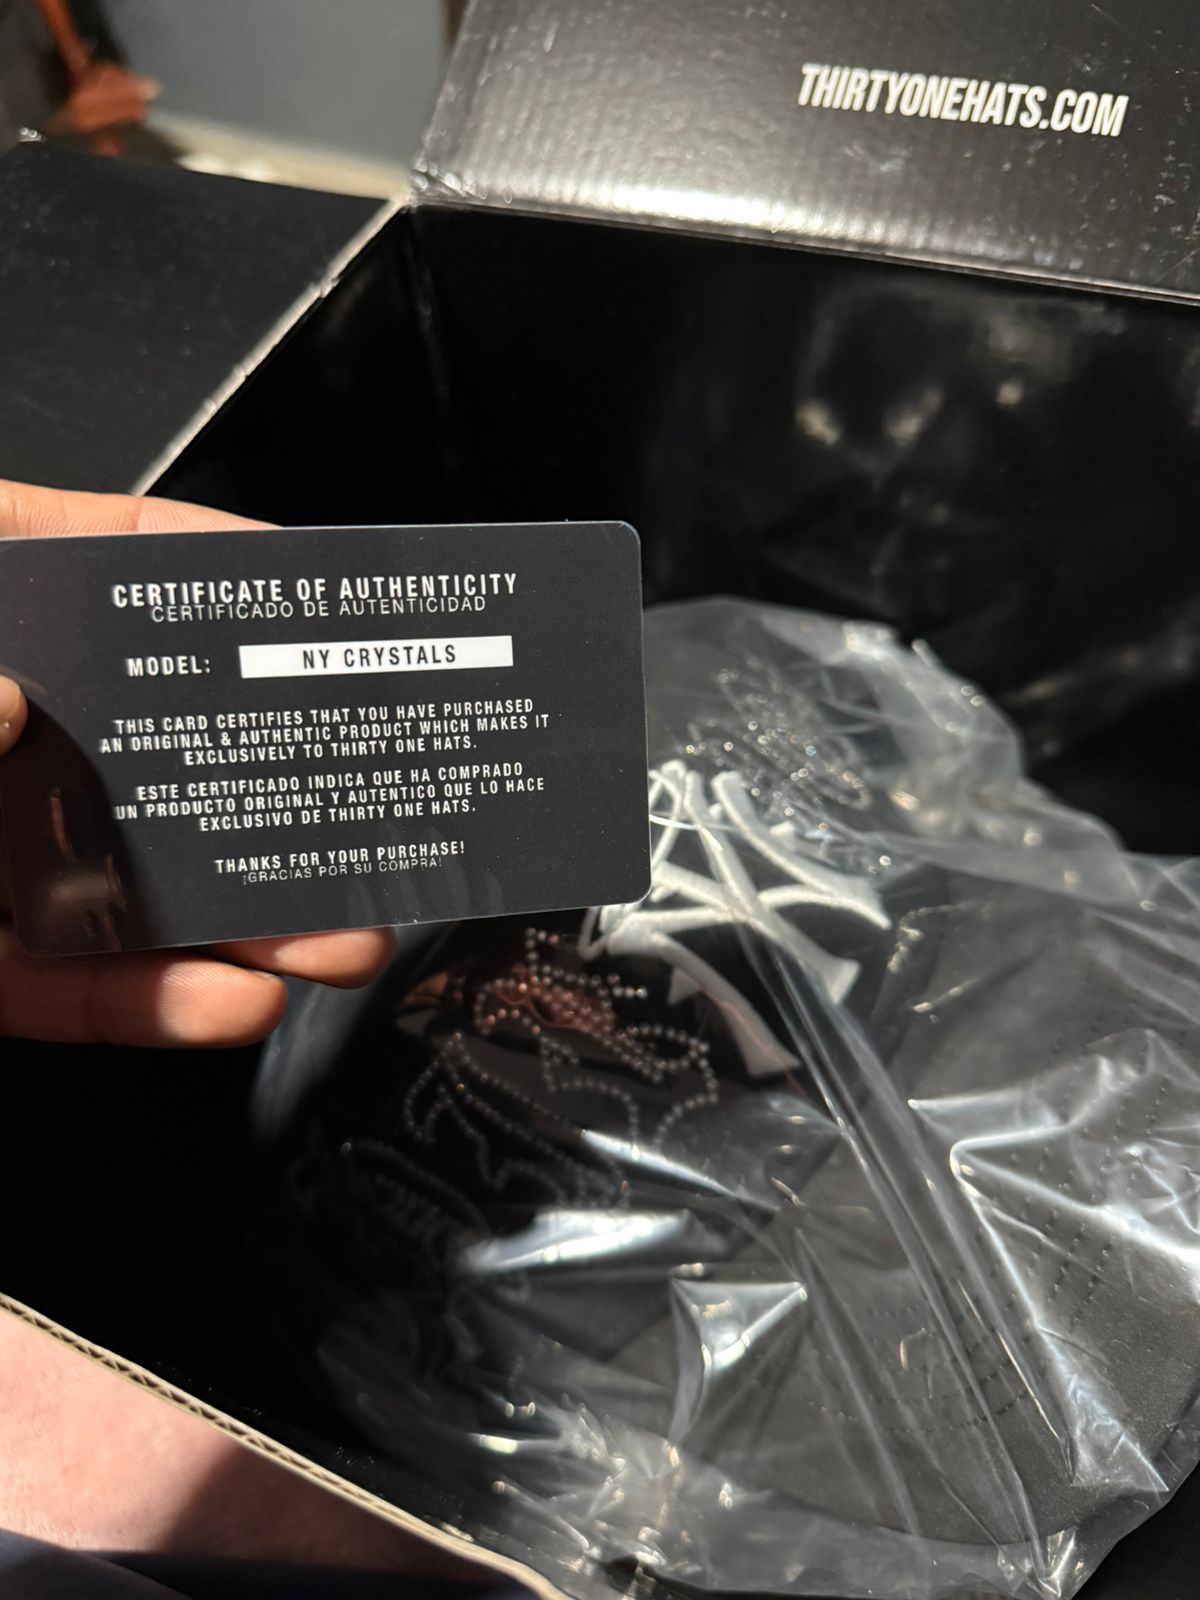 THIRTYONEHATS.COM
CERTIFICATE OF AUTHENTICITY
CERTIFICADO DE AUTENTICIDAD
MODEL: NY CRYSTALS
THIS CARD CERTIFIES THAT YOU HAVE PURCHASED
AN ORIGINAL & AUTHENTIC PRODUCT WHICH MAKES IT
EXCLUSIVELY TO THIRTY ONE HATS.
ESTE CERTIFICADO INDICA QUE HA COMPRADO
UN PRODUCTO ORIGINAL Y AUTENTICO QUE LO HACE
EXCLUSIVO DE THIRTY ONE HATS.
THANKS FOR YOUR PURCHASE!
¡GRACIAS POR SU COMPRA!
NY